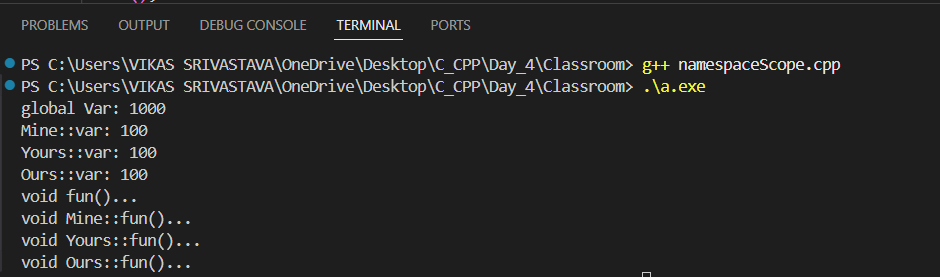 PROBLEMS OUTPUT DEBUG CONSOLE TERMINAL PORTS
PS C:\Users\VIKAS SRIVASTAVA\OneDrive\Desktop\C_CPP\Day_4\Classroom> g++ namespaceScope.cpp
PS C:\Users\VIKAS SRIVASTAVA\OneDrive\Desktop\C_CPP\Day_4\Classroom> .\a.exe
global Var: 1000
Mine::var: 100
Yours::var: 100
Ours::var: 100
void fun()...
void Mine::fun()...
void Yours::fun()...
void Ours::fun()...